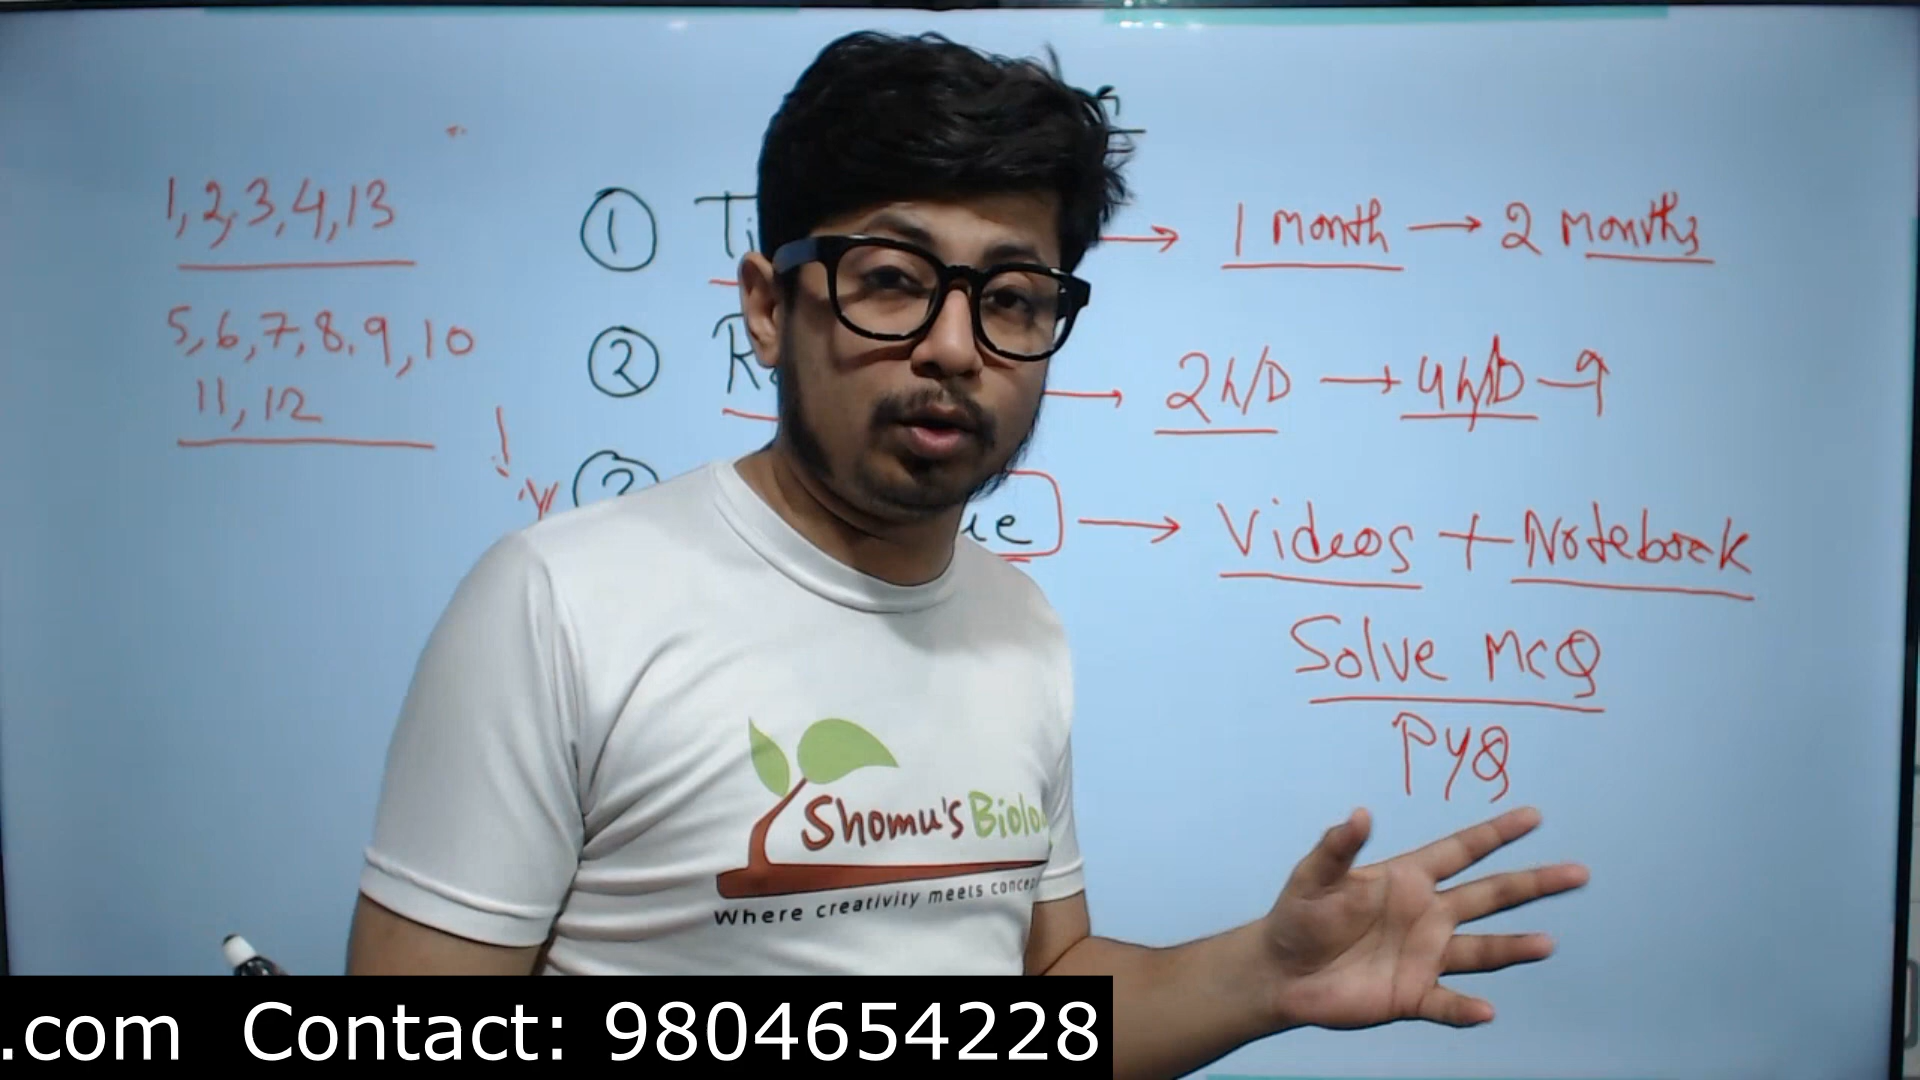 1,2,3,4,13
5,6,7,8,9,10
11,12
① Ti → 1 month → 2 months
② R → 2h/D → 4h/D
Videos + Notebook
Solve MCQ
PYQ
Shomu's Biolo
Where creativity meets concep
.com Contact: 9804654228